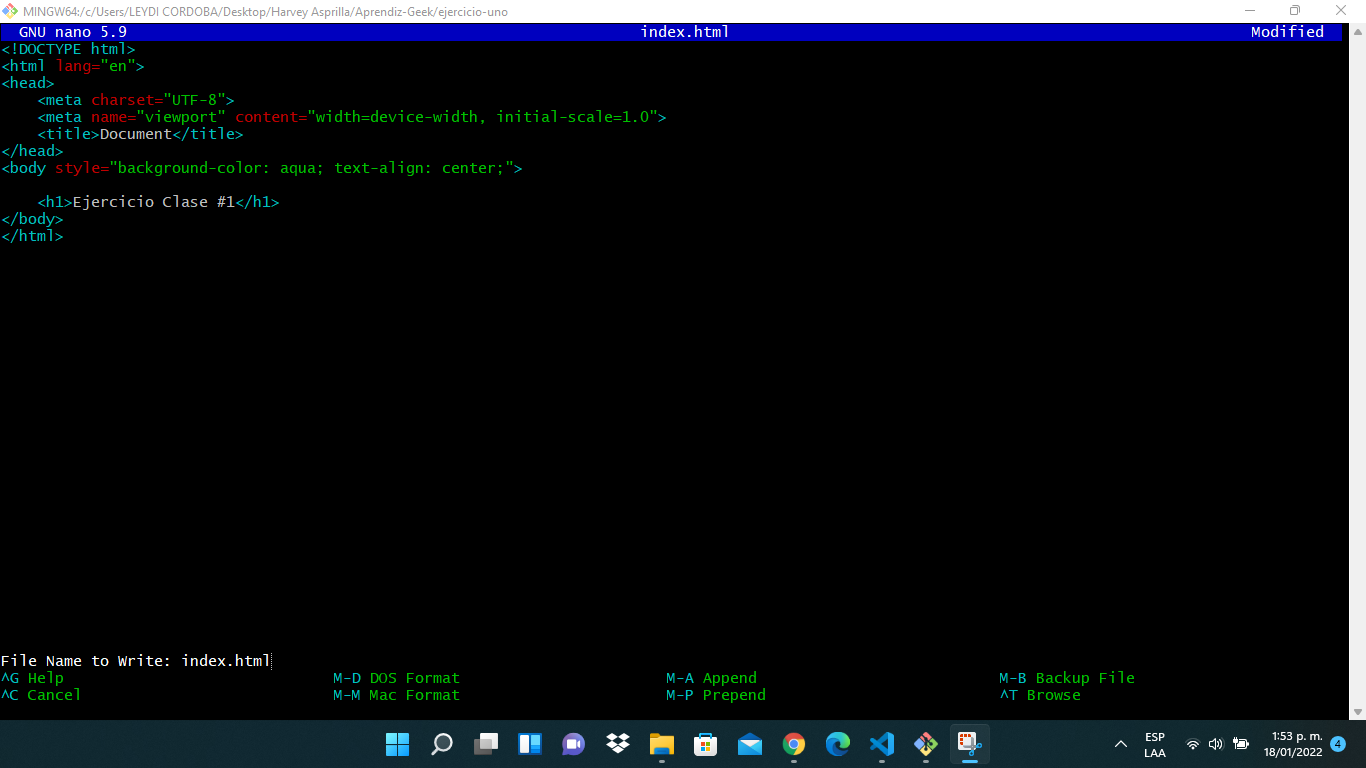 MINGW64:/c/Users/LEYDI CORDOBA/Desktop/Harvey Asprilla/Aprendiz-Geek/ejercicio-uno
GNU nano 5.9 index.html Modified
<!DOCTYPE html>
<html lang="en">
<head>
    <meta charset="UTF-8">
    <meta name="viewport" content="width=device-width, initial-scale=1.0">
    <title>Document</title>
</head>
<body style="background-color: aqua; text-align: center;">
    <h1>Ejercicio Clase #1</h1>
</body>
</html>
File Name to Write: index.html
^G Help M-D DOS Format M-A Append M-B Backup File
^C Cancel M-M Mac Format M-P Prepend ^T Browse
ESP 1:53 p. m.
LAA 18/01/2022 4